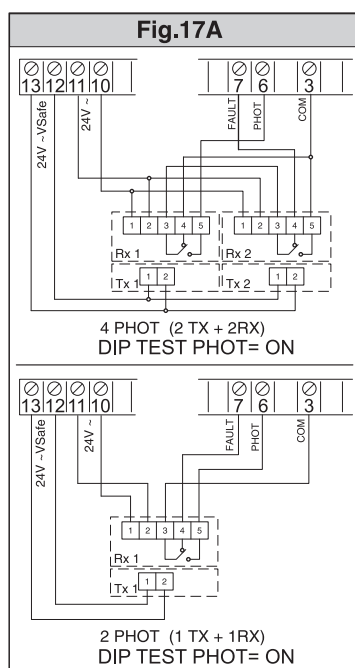 Fig.17A
13 12 11 10 7 6 3
24V ~VSafe
24V ~
FAULT
PHOT
COM
1 2 3 4 5 1 2 3 4 5
Rx 1 Rx 2
Tx 1 1 2 Tx 2 1 2
4 PHOT (2 TX + 2RX)
DIP TEST PHOT= ON
13 12 11 10 7 6 3
24V ~VSafe
24V ~
FAULT
PHOT
COM
1 2 3 4 5
Rx 1
Tx 1 1 2
2 PHOT (1 TX + 1RX)
DIP TEST PHOT= ON